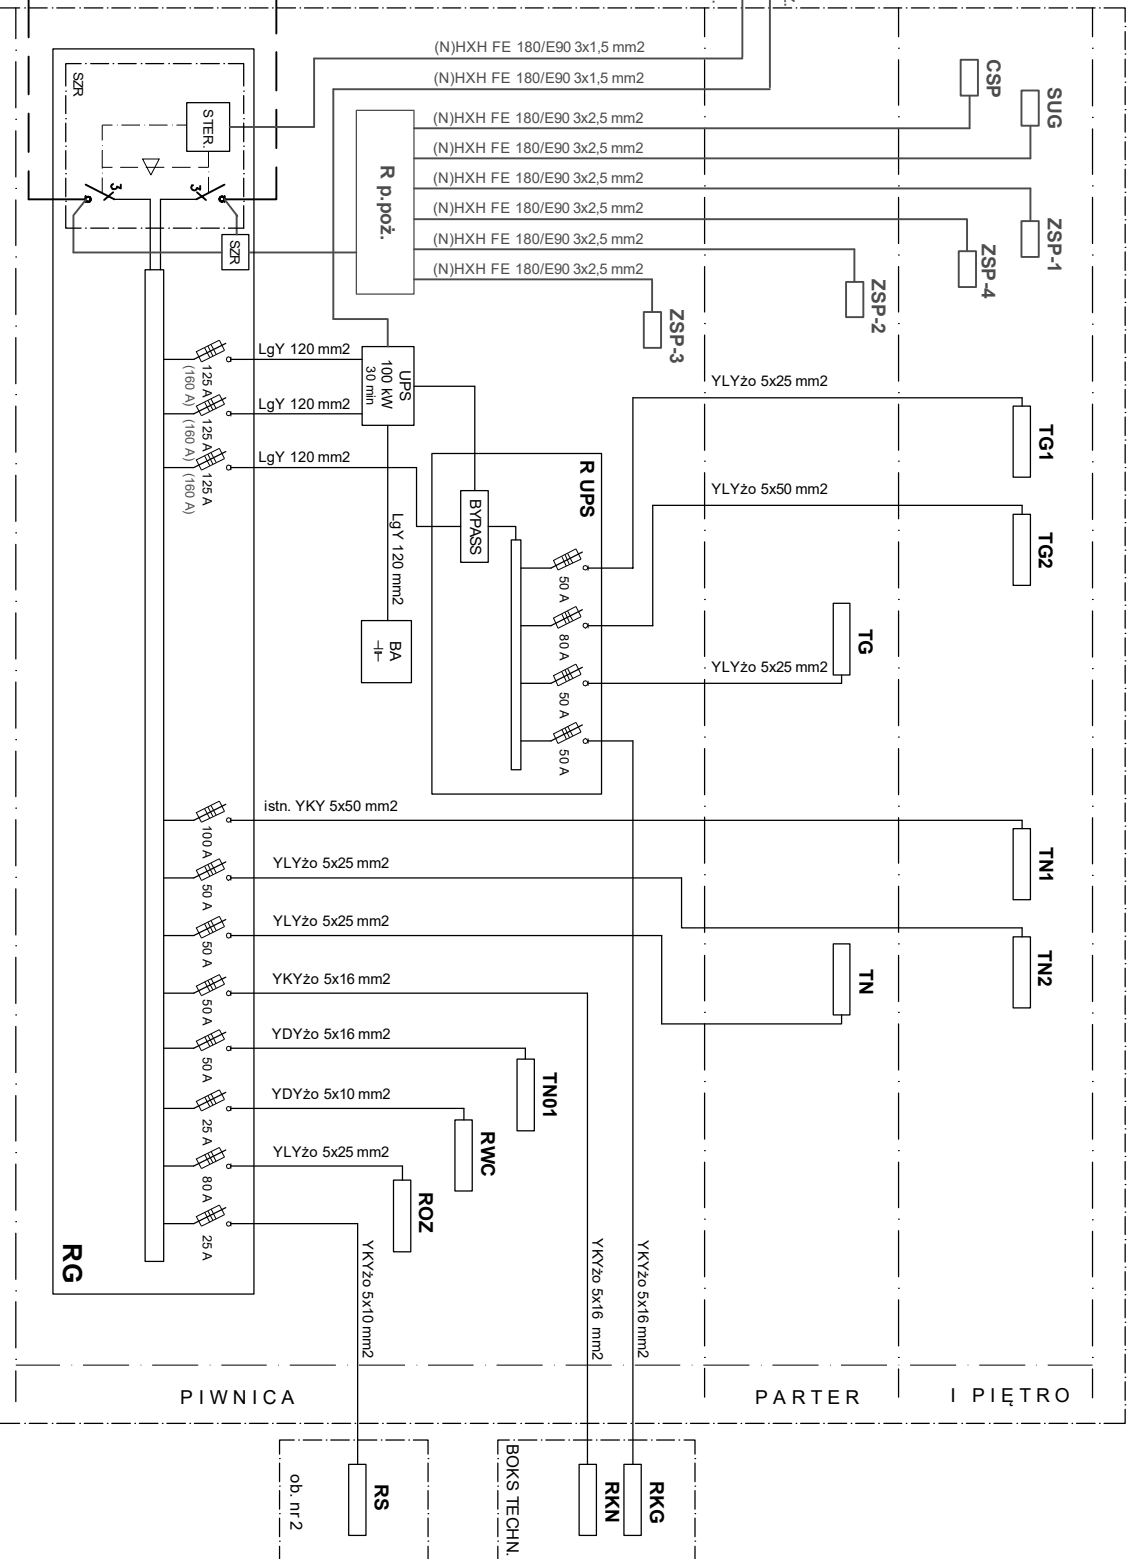 (N)HXH FE 180/E90 3x1,5 mm2
(N)HXH FE 180/E90 3x1,5 mm2
(N)HXH FE 180/E90 3x2,5 mm2
(N)HXH FE 180/E90 3x2,5 mm2
(N)HXH FE 180/E90 3x2,5 mm2
(N)HXH FE 180/E90 3x2,5 mm2
(N)HXH FE 180/E90 3x2,5 mm2
(N)HXH FE 180/E90 3x2,5 mm2
SZR
STER.
3
3
SZR
R p.poż.
CSP
SUG
ZSP-1
ZSP-4
ZSP-2
ZSP-3
LgY 120 mm2
LgY 120 mm2
LgY 120 mm2
125 A
(160 A)
125 A
(160 A)
125 A
(160 A)
UPS
100 kW
30 min
LgY 120 mm2
BA
R UPS
BYPASS
50 A
80 A
50 A
50 A
YLYżo 5x25 mm2
YLYżo 5x50 mm2
YLYżo 5x25 mm2
TG1
TG2
TG
istn. YKY 5x50 mm2
YLYżo 5x25 mm2
YLYżo 5x25 mm2
YKYżo 5x16 mm2
YDYżo 5x16 mm2
YDYżo 5x10 mm2
YLYżo 5x25 mm2
100 A
50 A
50 A
50 A
50 A
25 A
80 A
25 A
TN1
TN2
TN
TN01
RWC
ROZ
RG
YKYżo 5x10 mm2
YKYżo 5x16 mm2
YKYżo 5x16 mm2
PIWNICA
PARTER
I PIĘTRO
ob. nr 2
RS
BOKS TECHN.
RKN
RKG